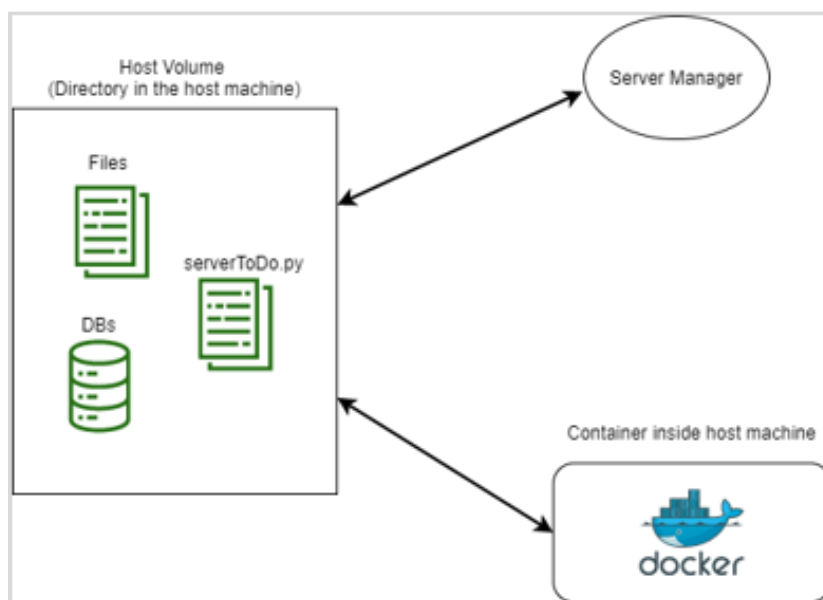 Host Volume
(Directory in the host machine)
Server Manager
Files
serverToDo.py
DBs
Container inside host machine
docker